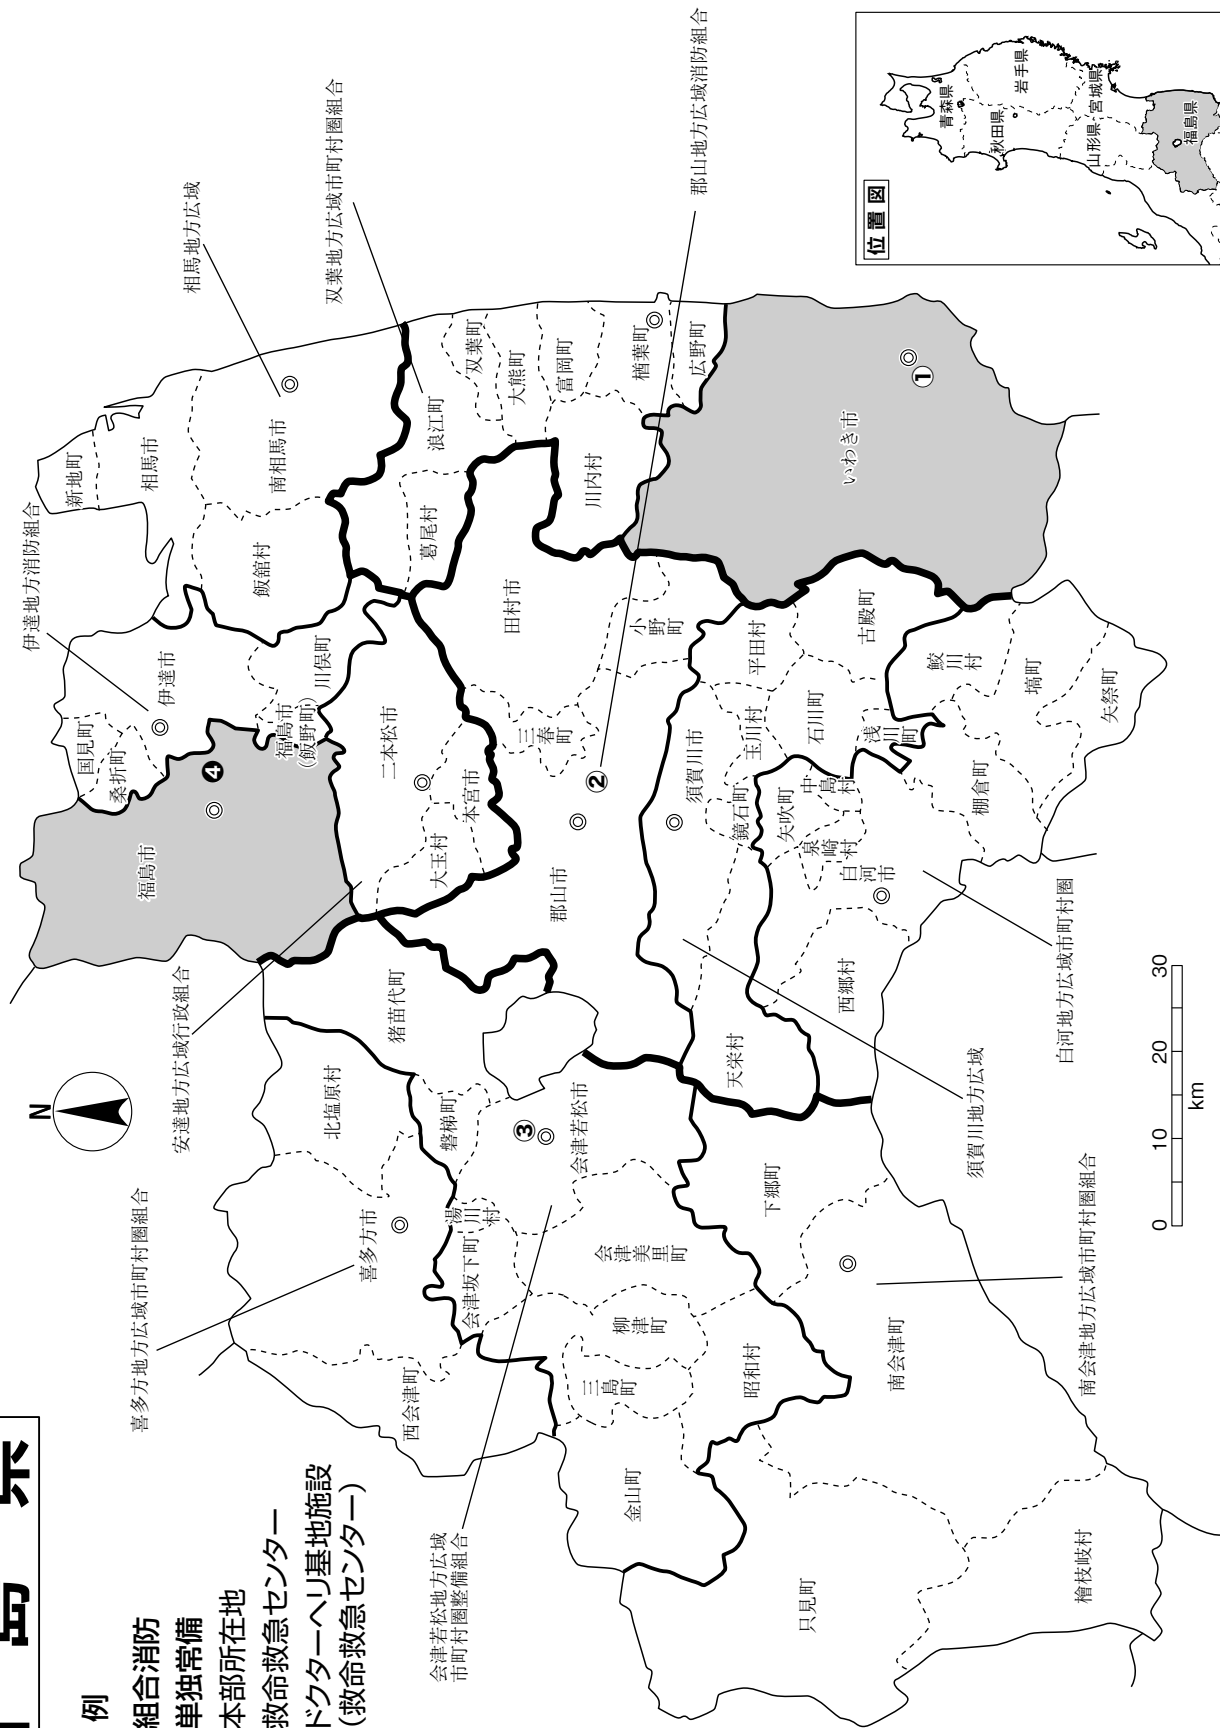 島 県
例
組合消防
単独常備
本部所在地
救命救急センター
ドクターヘリ基地施設
（救命救急センター）
N
喜多方地方広域市町村圏組合
安達地方広域行政組合
伊達地方消防組合
相馬地方広域
双葉地方広域市町村圏組合
郡山地方広域消防組合
会津若松地方広域
市町村圏整備組合
南会津地方広域市町村圏組合
須賀川地方広域
白河地方広域市町村圏
福島市
④
国見町
桑折町
伊達市
福島市
（飯野町）
川俣町
新地町
相馬市
南相馬市
飯舘村
浪江町
葛尾村
双葉町
大熊町
富岡町
楢葉町
広野町
川内村
いわき市
①
二本松市
大玉村
本宮市
田村市
三春町
小野町
郡山市
②
須賀川市
鏡石町
天栄村
玉川村
平田村
石川町
古殿町
浅川町
矢吹町
中島村
泉崎村
白河市
西郷村
棚倉町
鮫川村
塙町
矢祭町
猪苗代町
北塩原村
磐梯町
喜多方市
西会津町
湯川村
会津坂下町
会津若松市
③
会津美里町
柳津町
三島町
金山町
昭和村
下郷町
南会津町
只見町
檜枝岐村
0 10 20 30
km
位置図
青森県
秋田県
岩手県
山形県
宮城県
福島県